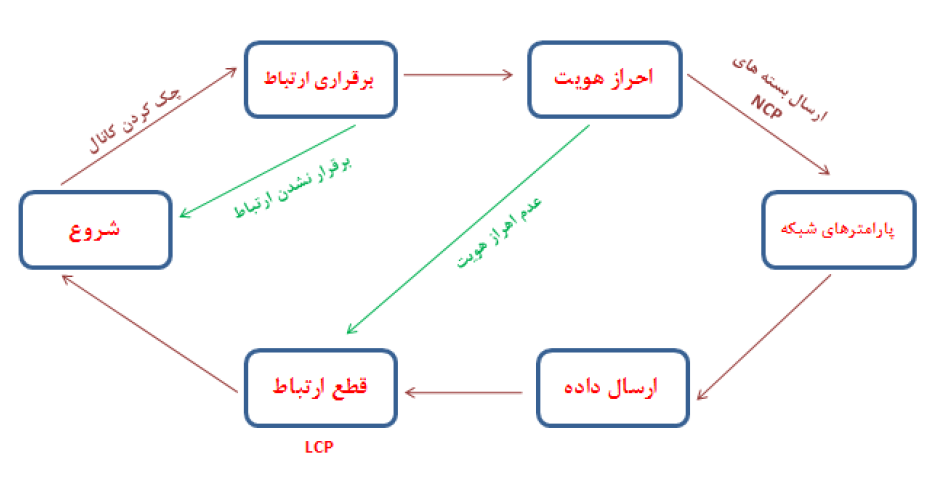 برقراری ارتباط
احراز هویت
ارسال بسته های
NCP
چک کردن کانال
برقرار نشدن ارتباط
عدم اهراز هویت
شروع
پارامترهای شبکه
قطع ارتباط
ارسال داده
LCP